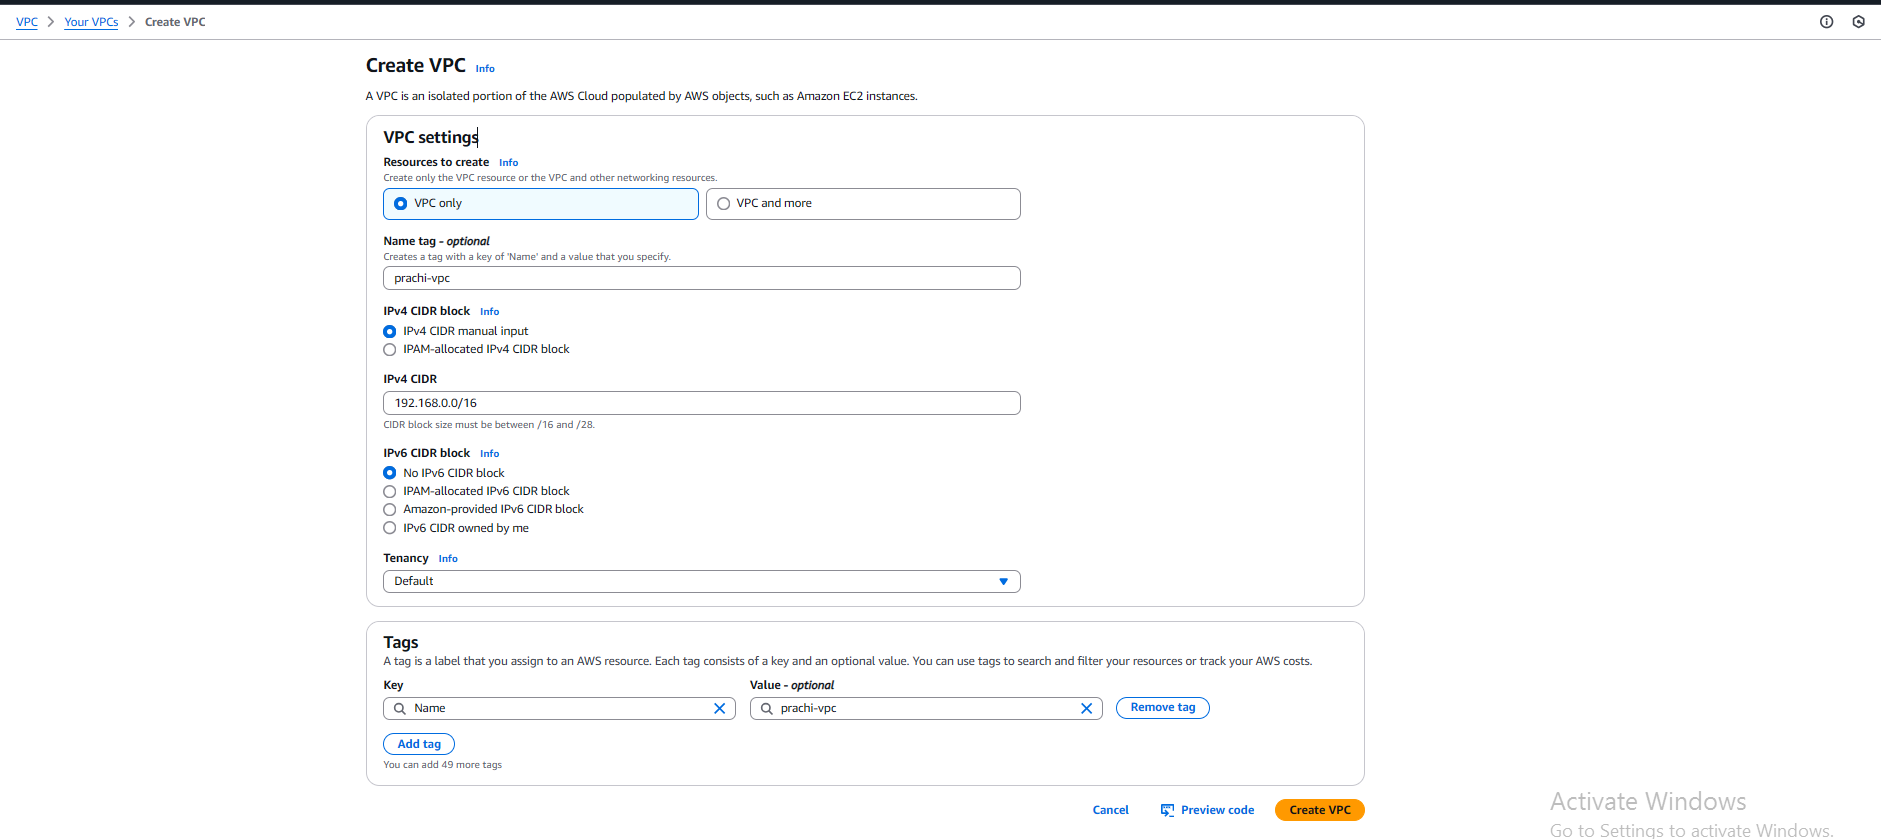 VPC > Your VPCs > Create VPC
Create VPC Info
A VPC is an isolated portion of the AWS Cloud populated by AWS objects, such as Amazon EC2 instances.
VPC settings
Resources to create Info
Create only the VPC resource or the VPC and other networking resources.
VPC only VPC and more
Name tag - optional
Creates a tag with a key of 'Name' and a value that you specify.
prachi-vpc
IPv4 CIDR block Info
IPv4 CIDR manual input
IPAM-allocated IPv4 CIDR block
IPv4 CIDR
192.168.0.0/16
CIDR block size must be between /16 and /28.
IPv6 CIDR block Info
No IPv6 CIDR block
IPAM-allocated IPv6 CIDR block
Amazon-provided IPv6 CIDR block
IPv6 CIDR owned by me
Tenancy Info
Default
Tags
A tag is a label that you assign to an AWS resource. Each tag consists of a key and an optional value. You can use tags to search and filter your resources or track your AWS costs.
Key Value - optional
Name prachi-vpc Remove tag
Add tag
You can add 49 more tags
Cancel Preview code Create VPC
Activate Windows
Go to Settings to activate Windows.